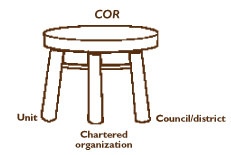 COR
Unit
Chartered
organization
Council/district